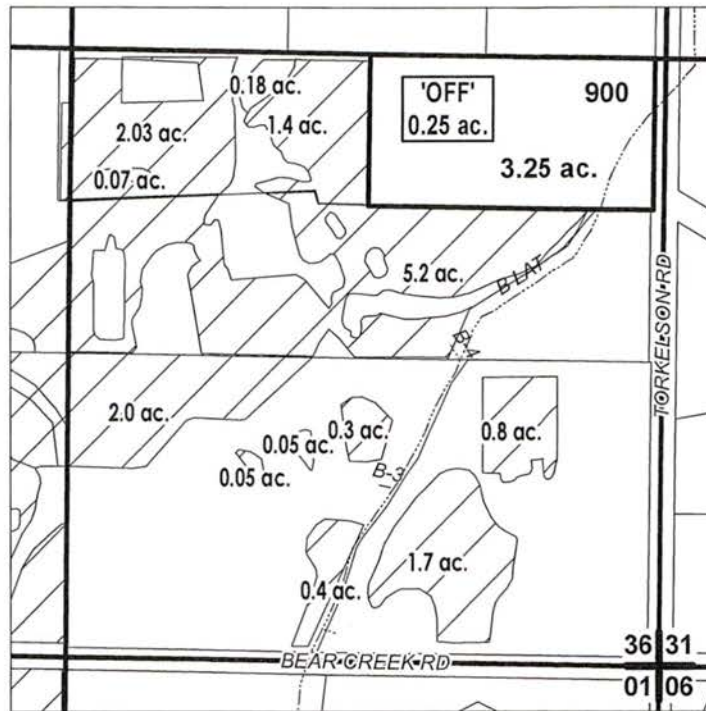 0.18 ac.
'OFF'
0.25 ac.
900
2.03 ac.
1.4 ac.
0.07 ac.
3.25 ac.
5.2 ac.
B LAT
TORKELSON RD
B-4
2.0 ac.
0.3 ac.
0.8 ac.
0.05 ac.
0.05 ac.
B-3
1.7 ac.
0.4 ac.
BEAR CREEK RD
36 31
01 06